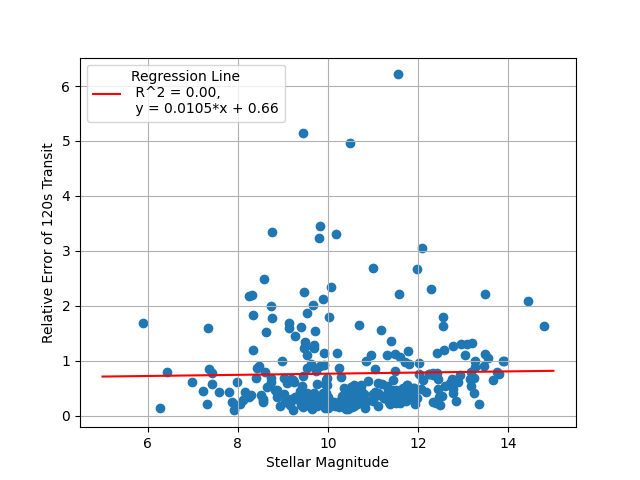 Regression Line
R^2 = 0.00,
y = 0.0105*x + 0.66
6
5
4
3
2
1
0
Relative Error of 120s Transit
6 8 10 12 14
Stellar Magnitude